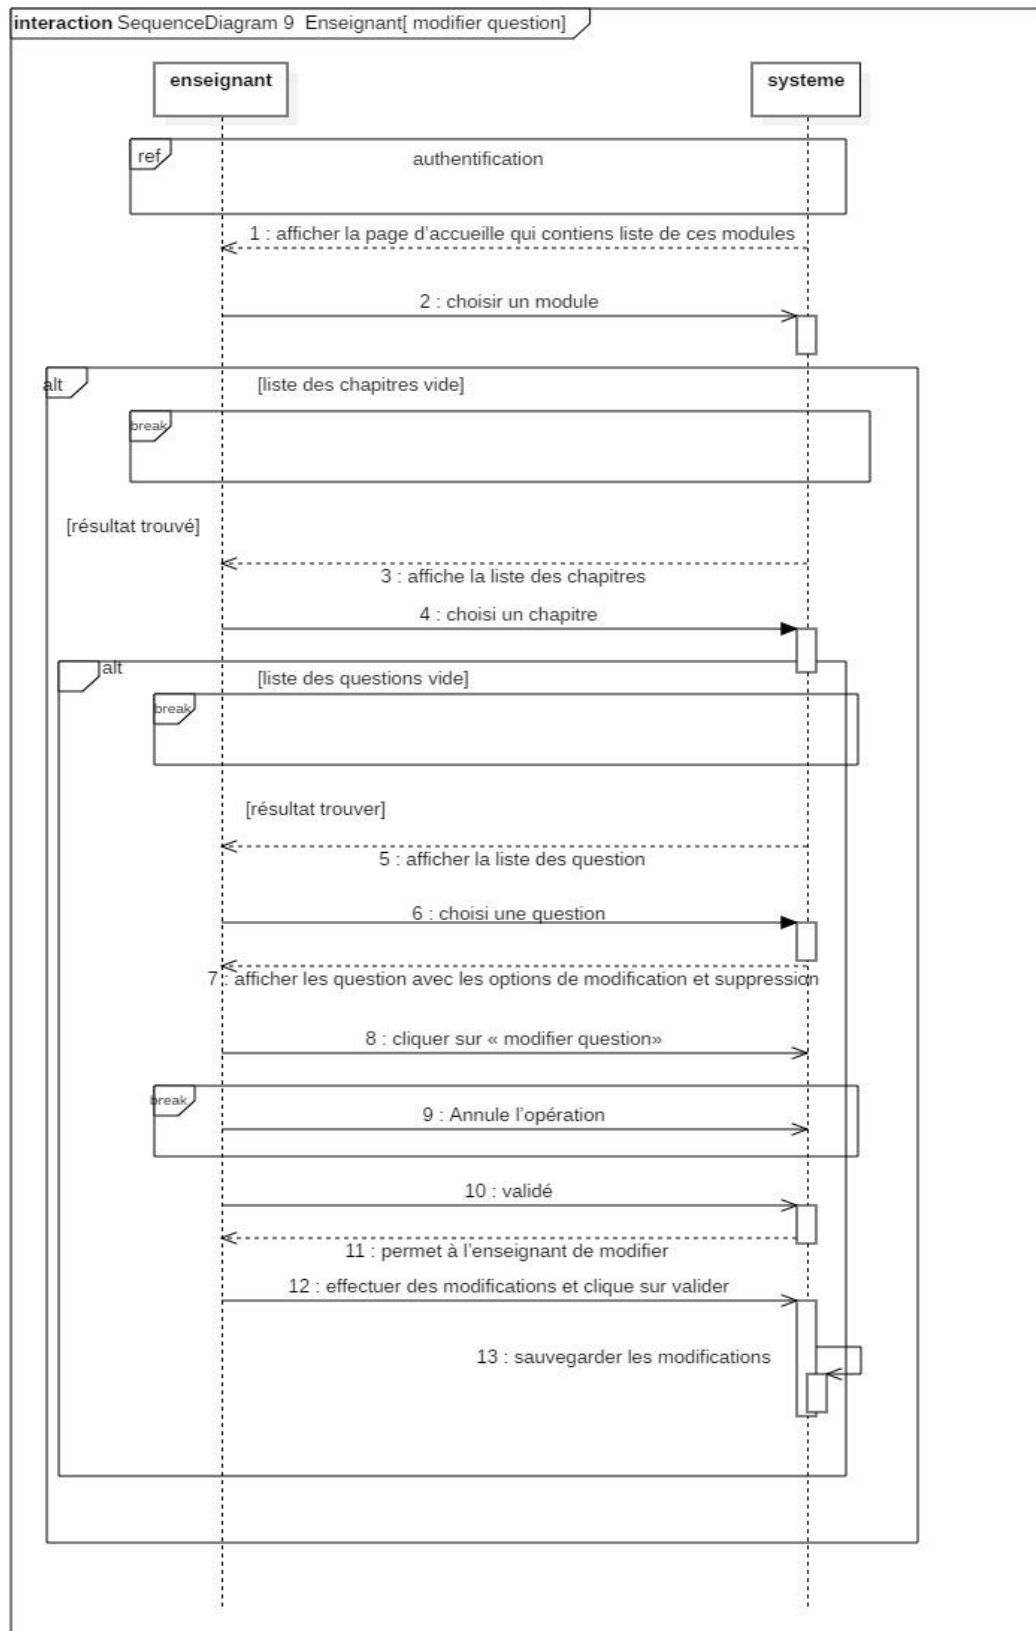 interaction SequenceDiagram 9 Enseignant[ modifier question]
enseignant
systeme
ref
authentification
1 : afficher la page d'accueille qui contiens liste de ces modules
2 : choisir un module
alt
[liste des chapitres vide]
break
[résultat trouvé]
3 : affiche la liste des chapitres
4 : choisi un chapitre
alt
[liste des questions vide]
break
[résultat trouver]
5 : afficher la liste des question
6 : choisi une question
7 : afficher les question avec les options de modification et suppression
8 : cliquer sur « modifier question»
break
9 : Annule l'opération
10 : validé
11 : permet à l'enseignant de modifier
12 : effectuer des modifications et clique sur valider
13 : sauvegarder les modifications